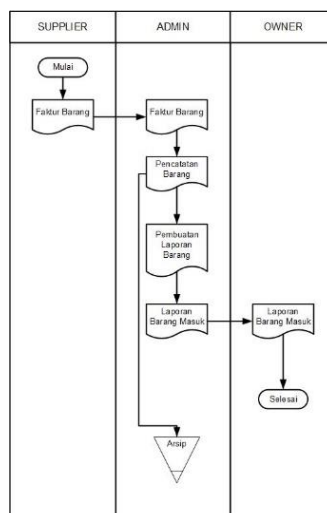 SUPPLIER
ADMIN
OWNER
Mulai
Faktur Barang
Faktur Barang
Pencatatan
Barang
Pembuatan
Laporan
Barang
Laporan
Barang Masuk
Laporan
Barang Masuk
Selesai
Arsip